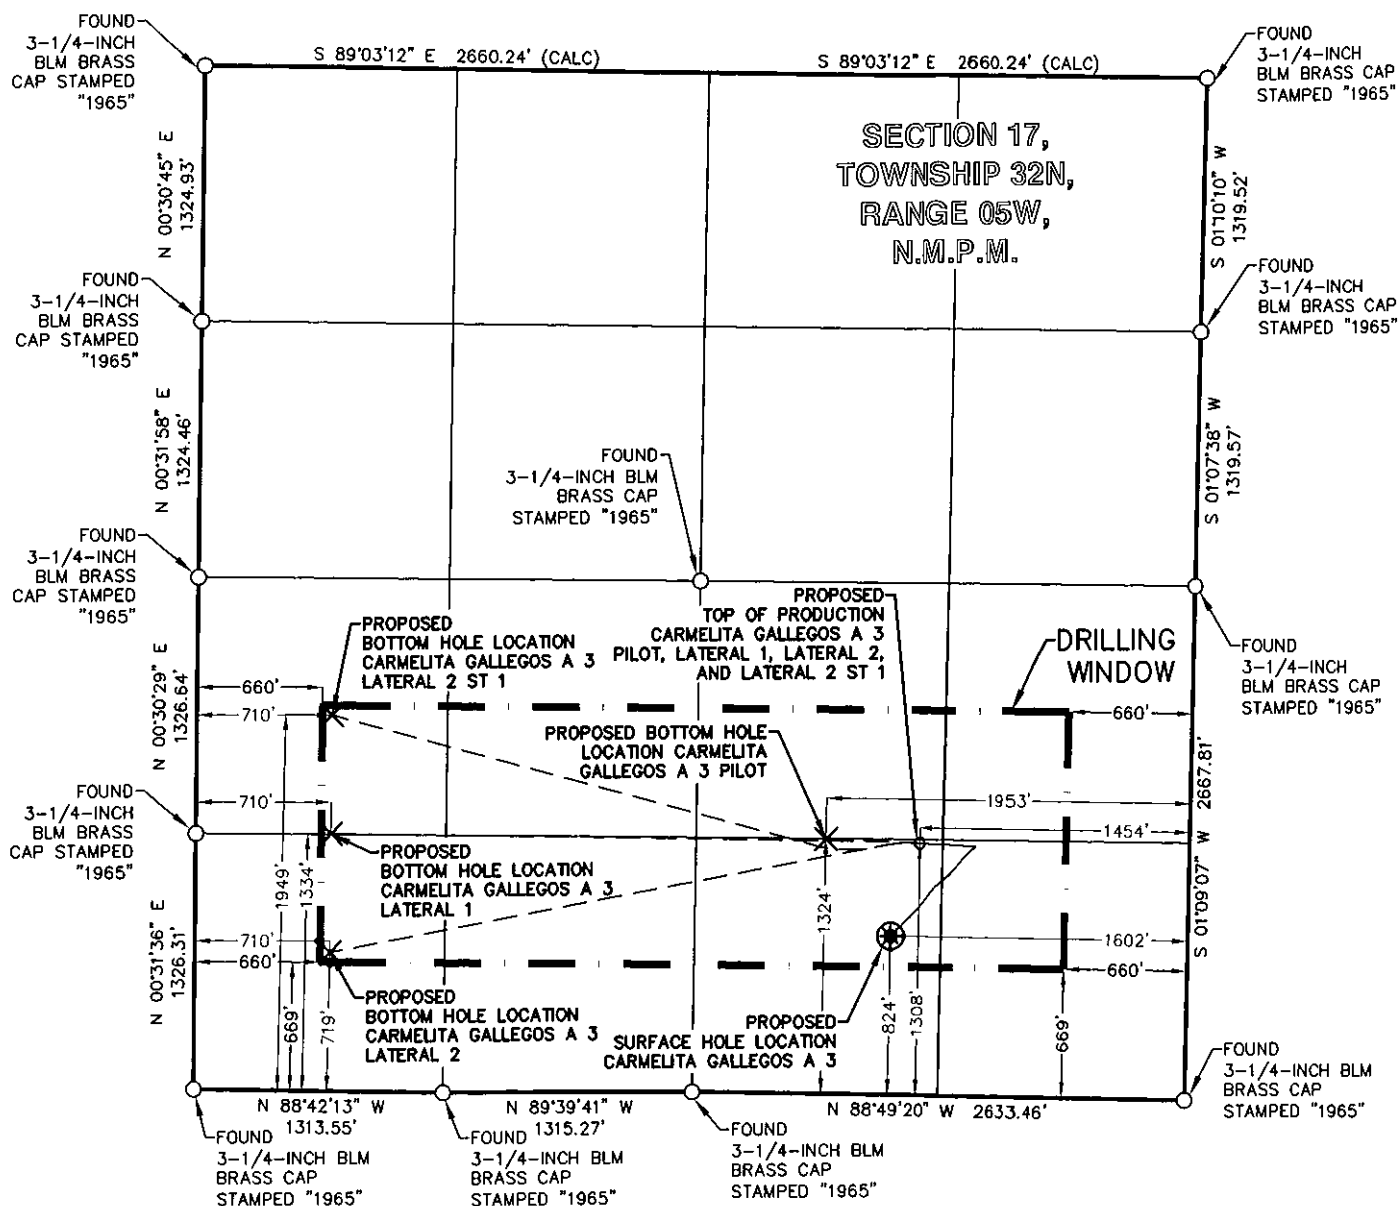 FOUND
3-1/4-INCH
BLM BRASS
CAP STAMPED
"1965"
S 89°03'12" E 2660.24' (CALC)
S 89°03'12" E 2660.24' (CALC)
FOUND
3-1/4-INCH
BLM BRASS CAP
STAMPED "1965"
SECTION 17,
TOWNSHIP 32N,
RANGE 05W,
N.M.P.M.
N 00°30'45" E
1324.93'
S 01°10'10" W
1319.52'
FOUND
3-1/4-INCH
BLM BRASS
CAP STAMPED
"1965"
FOUND
3-1/4-INCH
BLM BRASS CAP
STAMPED "1965"
N 00°31'58" E
1324.46'
S 01°07'38" W
1319.57'
FOUND
3-1/4-INCH BLM
BRASS CAP
STAMPED "1965"
FOUND
3-1/4-INCH
BLM BRASS
CAP STAMPED
"1965"
PROPOSED
BOTTOM HOLE LOCATION
CARMELITA GALLEGOS A 3
LATERAL 2 ST 1
PROPOSED
TOP OF PRODUCTION
CARMELITA GALLEGOS A 3
PILOT, LATERAL 1, LATERAL 2,
AND LATERAL 2 ST 1
DRILLING
WINDOW
FOUND
3-1/4-INCH
BLM BRASS CAP
STAMPED "1965"
N 00°30'29" E
1326.64'
660'
710'
660'
PROPOSED BOTTOM HOLE
LOCATION CARMELITA
GALLEGOS A 3 PILOT
2667.81'
S 01°09'07" W
710'
1953'
1454'
FOUND
3-1/4-INCH
BLM BRASS
CAP STAMPED
"1965"
PROPOSED
BOTTOM HOLE LOCATION
CARMELITA GALLEGOS A 3
LATERAL 1
1949'
1334'
1324'
N 00°31'36" E
1326.31'
710'
660'
1602'
660'
669'
719'
PROPOSED
BOTTOM HOLE LOCATION
CARMELITA GALLEGOS A 3
LATERAL 2
PROPOSED
SURFACE HOLE LOCATION
CARMELITA GALLEGOS A 3
824'
1308'
669'
FOUND
3-1/4-INCH BLM
BRASS CAP
STAMPED "1965"
N 88°42'13" W
1313.55'
N 89°39'41" W
1315.27'
N 88°49'20" W 2633.46'
FOUND
3-1/4-INCH BLM
BRASS CAP
STAMPED "1965"
FOUND
3-1/4-INCH BLM
BRASS CAP
STAMPED "1965"
FOUND
3-1/4-INCH BLM
BRASS CAP
STAMPED "1965"